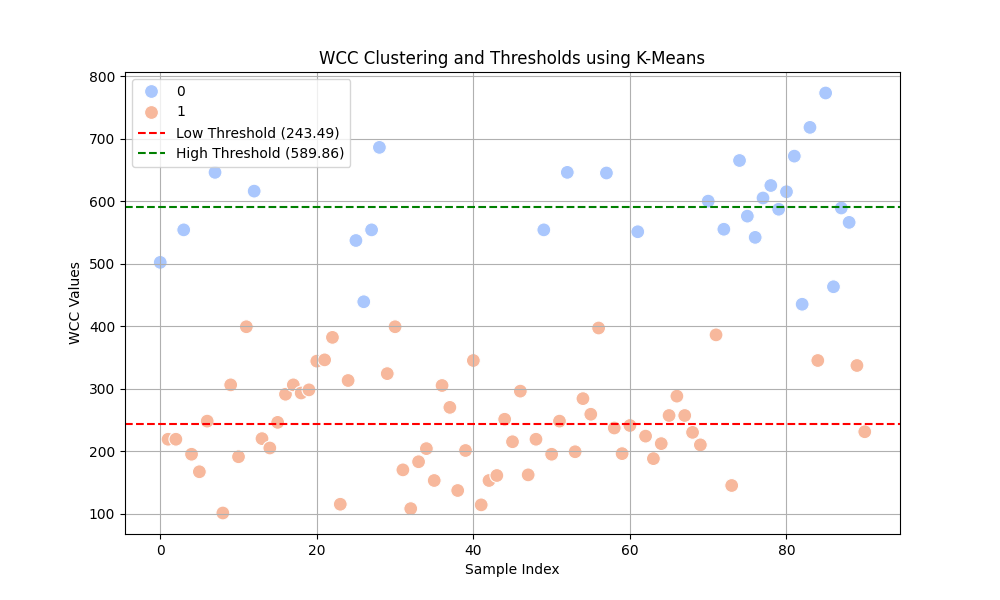 WCC Clustering and Thresholds using K-Means
0
1
Low Threshold (243.49)
High Threshold (589.86)
WCC Values
800
700
600
500
400
300
200
100
0 20 40 60 80
Sample Index